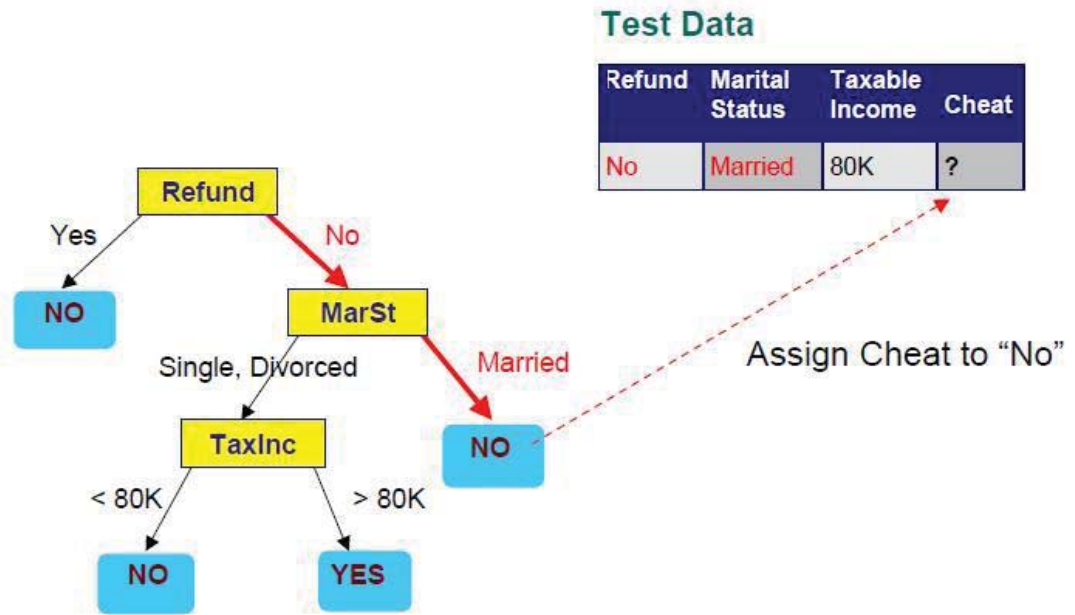 Test Data
Refund Marital Status Taxable Income Cheat
No Married 80K ?
Refund
Yes No
NO MarSt
Single, Divorced Married
Assign Cheat to “No”
TaxInc NO
< 80K > 80K
NO YES